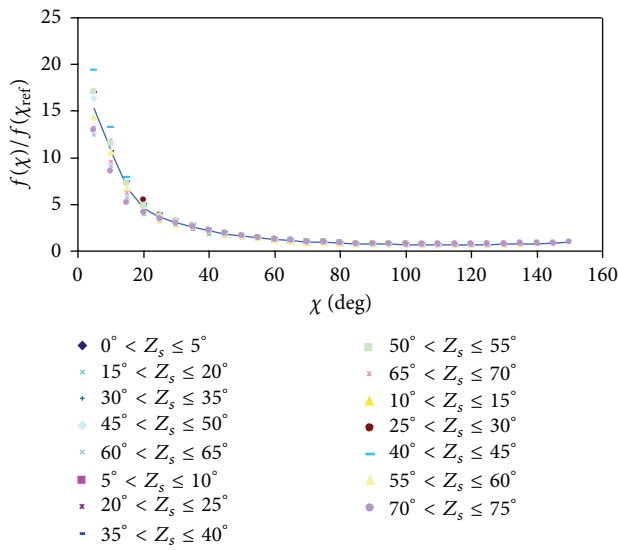 25
20
15
10
5
0
f(χ)/f(χref)
0 20 40 60 80 100 120 140 160
χ (deg)
0° < Zs ≤ 5°
15° < Zs ≤ 20°
30° < Zs ≤ 35°
45° < Zs ≤ 50°
60° < Zs ≤ 65°
5° < Zs ≤ 10°
20° < Zs ≤ 25°
35° < Zs ≤ 40°
50° < Zs ≤ 55°
65° < Zs ≤ 70°
10° < Zs ≤ 15°
25° < Zs ≤ 30°
40° < Zs ≤ 45°
55° < Zs ≤ 60°
70° < Zs ≤ 75°